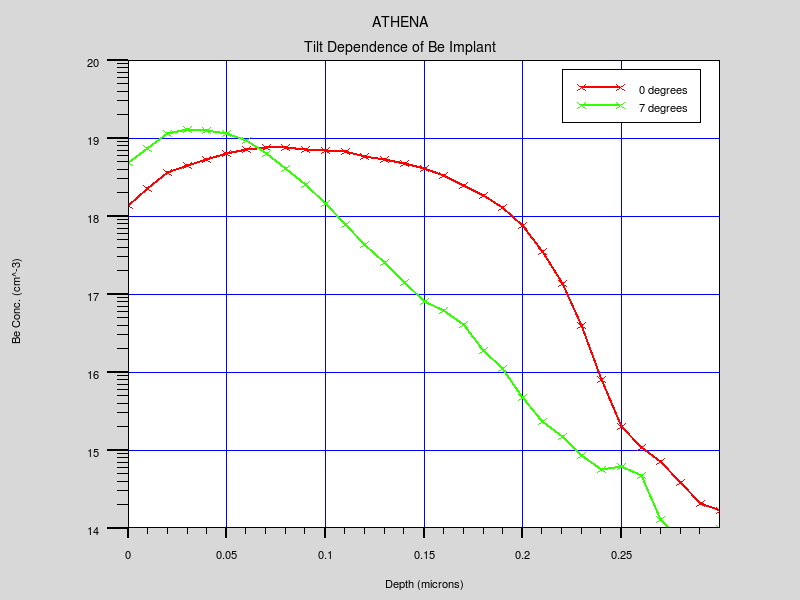 ATHENA
Tilt Dependence of Be Implant
0 degrees
7 degrees
20
19
18
17
16
15
14
Be Conc. (cm^-3)
0 0.05 0.1 0.15 0.2 0.25
Depth (microns)